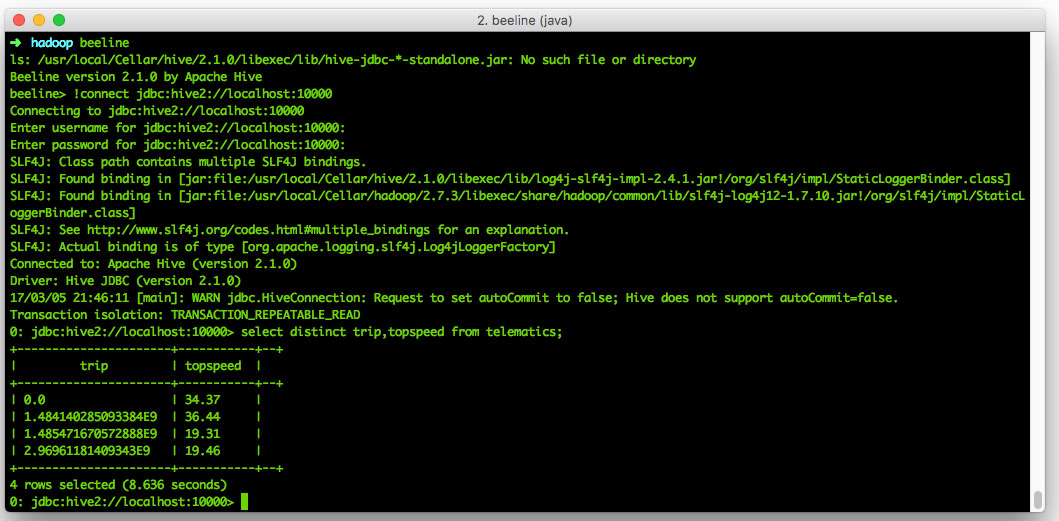 2. beeline (java)
➜ hadoop beeline
ls: /usr/local/Cellar/hive/2.1.0/libexec/lib/hive-jdbc-*-standalone.jar: No such file or directory
Beeline version 2.1.0 by Apache Hive
beeline> !connect jdbc:hive2://localhost:10000
Connecting to jdbc:hive2://localhost:10000
Enter username for jdbc:hive2://localhost:10000:
Enter password for jdbc:hive2://localhost:10000:
SLF4J: Class path contains multiple SLF4J bindings.
SLF4J: Found binding in [jar:file:/usr/local/Cellar/hive/2.1.0/libexec/lib/log4j-slf4j-impl-2.4.1.jar!/org/slf4j/impl/StaticLoggerBinder.class]
SLF4J: Found binding in [jar:file:/usr/local/Cellar/hadoop/2.7.3/libexec/share/hadoop/common/lib/slf4j-log4j12-1.7.10.jar!/org/slf4j/impl/StaticL
oggerBinder.class]
SLF4J: See http://www.slf4j.org/codes.html#multiple_bindings for an explanation.
SLF4J: Actual binding is of type [org.apache.logging.slf4j.Log4jLoggerFactory]
Connected to: Apache Hive (version 2.1.0)
Driver: Hive JDBC (version 2.1.0)
17/03/05 21:46:11 [main]: WARN jdbc.HiveConnection: Request to set autoCommit to false; Hive does not support autoCommit=false.
Transaction isolation: TRANSACTION_REPEATABLE_READ
0: jdbc:hive2://localhost:10000> select distinct trip,topspeed from telematics;
+----------------------+-----------+--+
|         trip         | topspeed  |
+----------------------+-----------+--+
| 0.0                  | 34.37     |
| 1.484140285093384E9  | 36.44     |
| 1.485471670572888E9  | 19.31     |
| 2.96961181409343E9   | 19.46     |
+----------------------+-----------+--+
4 rows selected (8.636 seconds)
0: jdbc:hive2://localhost:10000>